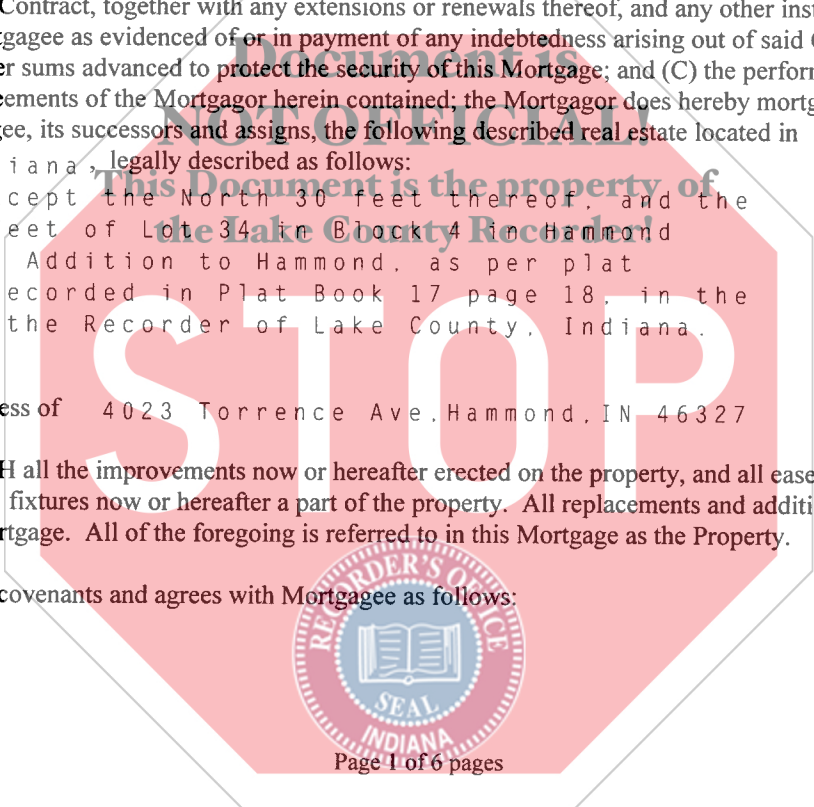 Contract, together with any extensions or renewals thereof, and any other inst
tgagee as evidenced of or in payment of any indebtedness arising out of said
er sums advanced to protect the security of this Mortgage; and (C) the perform
eements of the Mortgagor herein contained; the Mortgagor does hereby mortg
ee, its successors and assigns, the following described real estate located in
iana, legally described as follows:
cept the North 30 feet thereof, and the
eet of Lot 34 in Block 4 in Hammond
Addition to Hammond, as per plat
ecorded in Plat Book 17 page 18, in the
the Recorder of Lake County, Indiana.
ess of 4023 Torrence Ave.Hammond,IN 46327
H all the improvements now or hereafter erected on the property, and all ease
fixtures now or hereafter a part of the property. All replacements and additi
rtgage. All of the foregoing is referred to in this Mortgage as the Property.
covenants and agrees with Mortgagee as follows:
Page 1 of 6 pages
Document is
NOT OFFICIAL!
This Document is the property of
the Lake County Recorder!
STOP
RECORDER'S OFFICE
SEAL
INDIANA